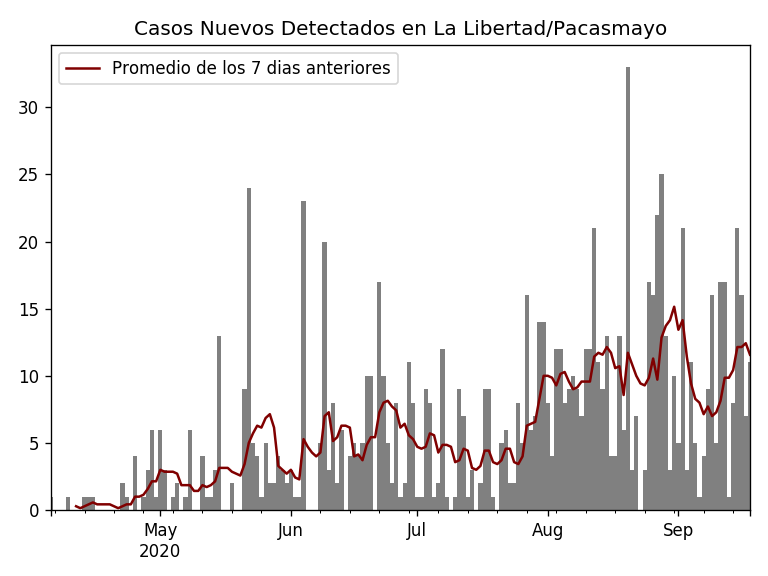 Casos Nuevos Detectados en La Libertad/Pacasmayo
Promedio de los 7 dias anteriores
30
25
20
15
10
5
0
May Jun Jul Aug Sep
2020